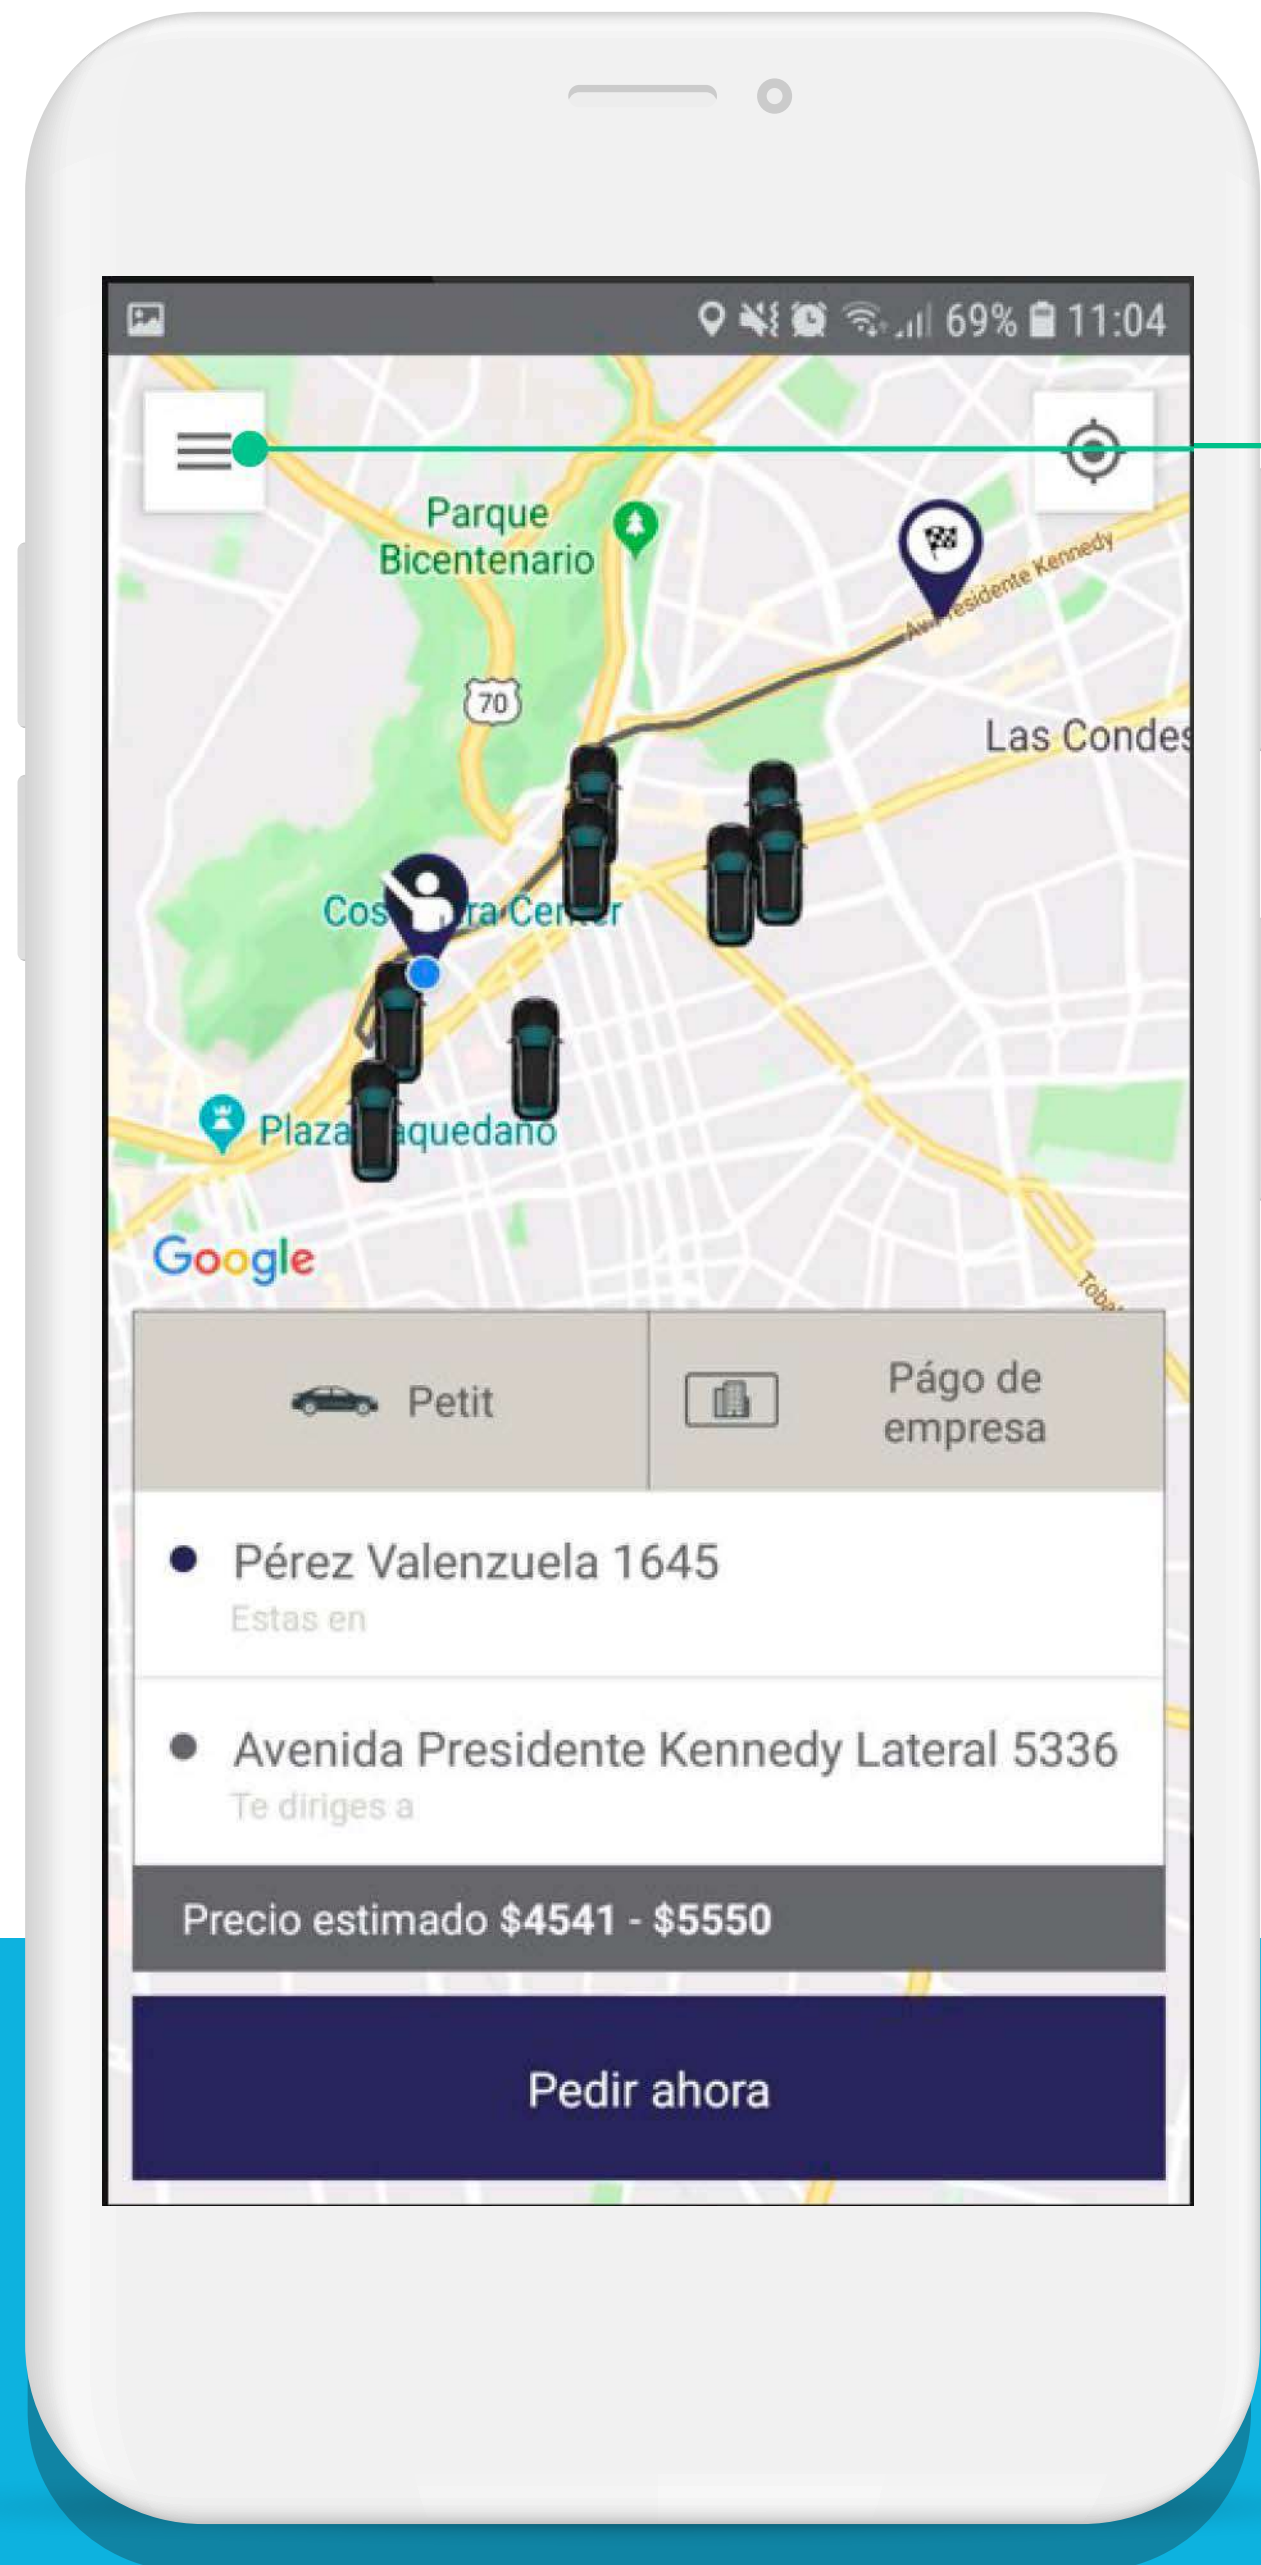 69% 11:04
Parque
Bicentenario
Av. Presidente Kennedy
70
Las Condes
Google
Petit
Págo de
empresa
Pérez Valenzuela 1645
Estas en
Avenida Presidente Kennedy Lateral 5336
Te diriges a
Precio estimado $4541 - $5550
Pedir ahora